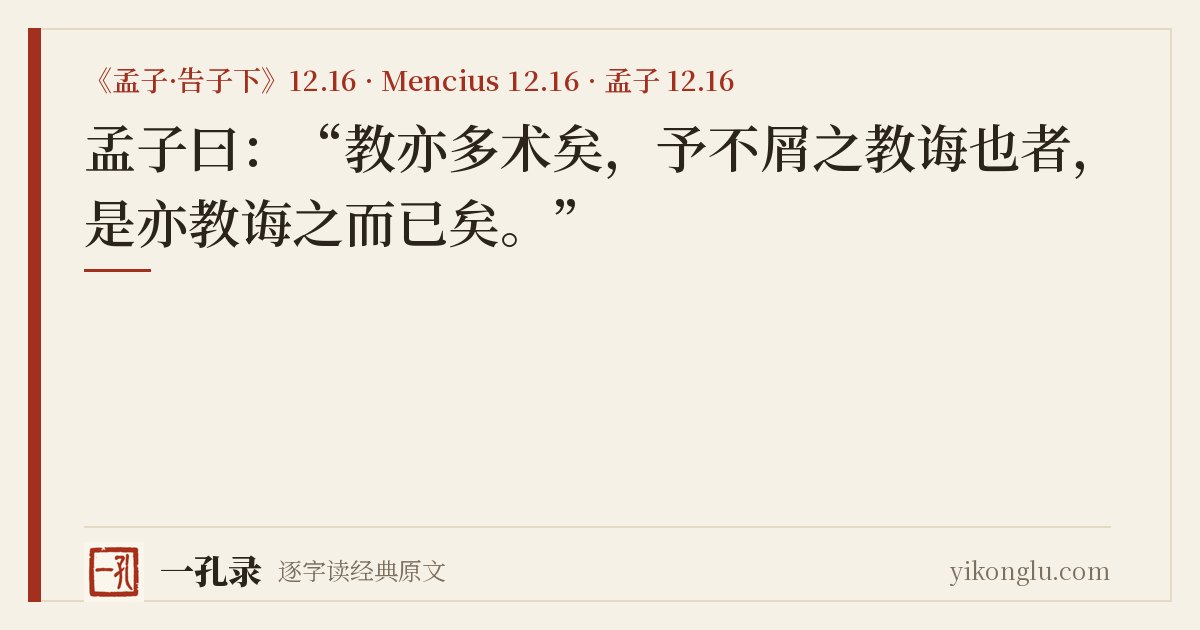 《孟子·告子下》12.16 · Mencius 12.16 · 孟子 12.16
孟子曰：“教亦多术矣，予不屑之教诲也者，
是亦教诲之而已矣。”
一孔
一孔录 逐字读经典原文 yikonglu.com